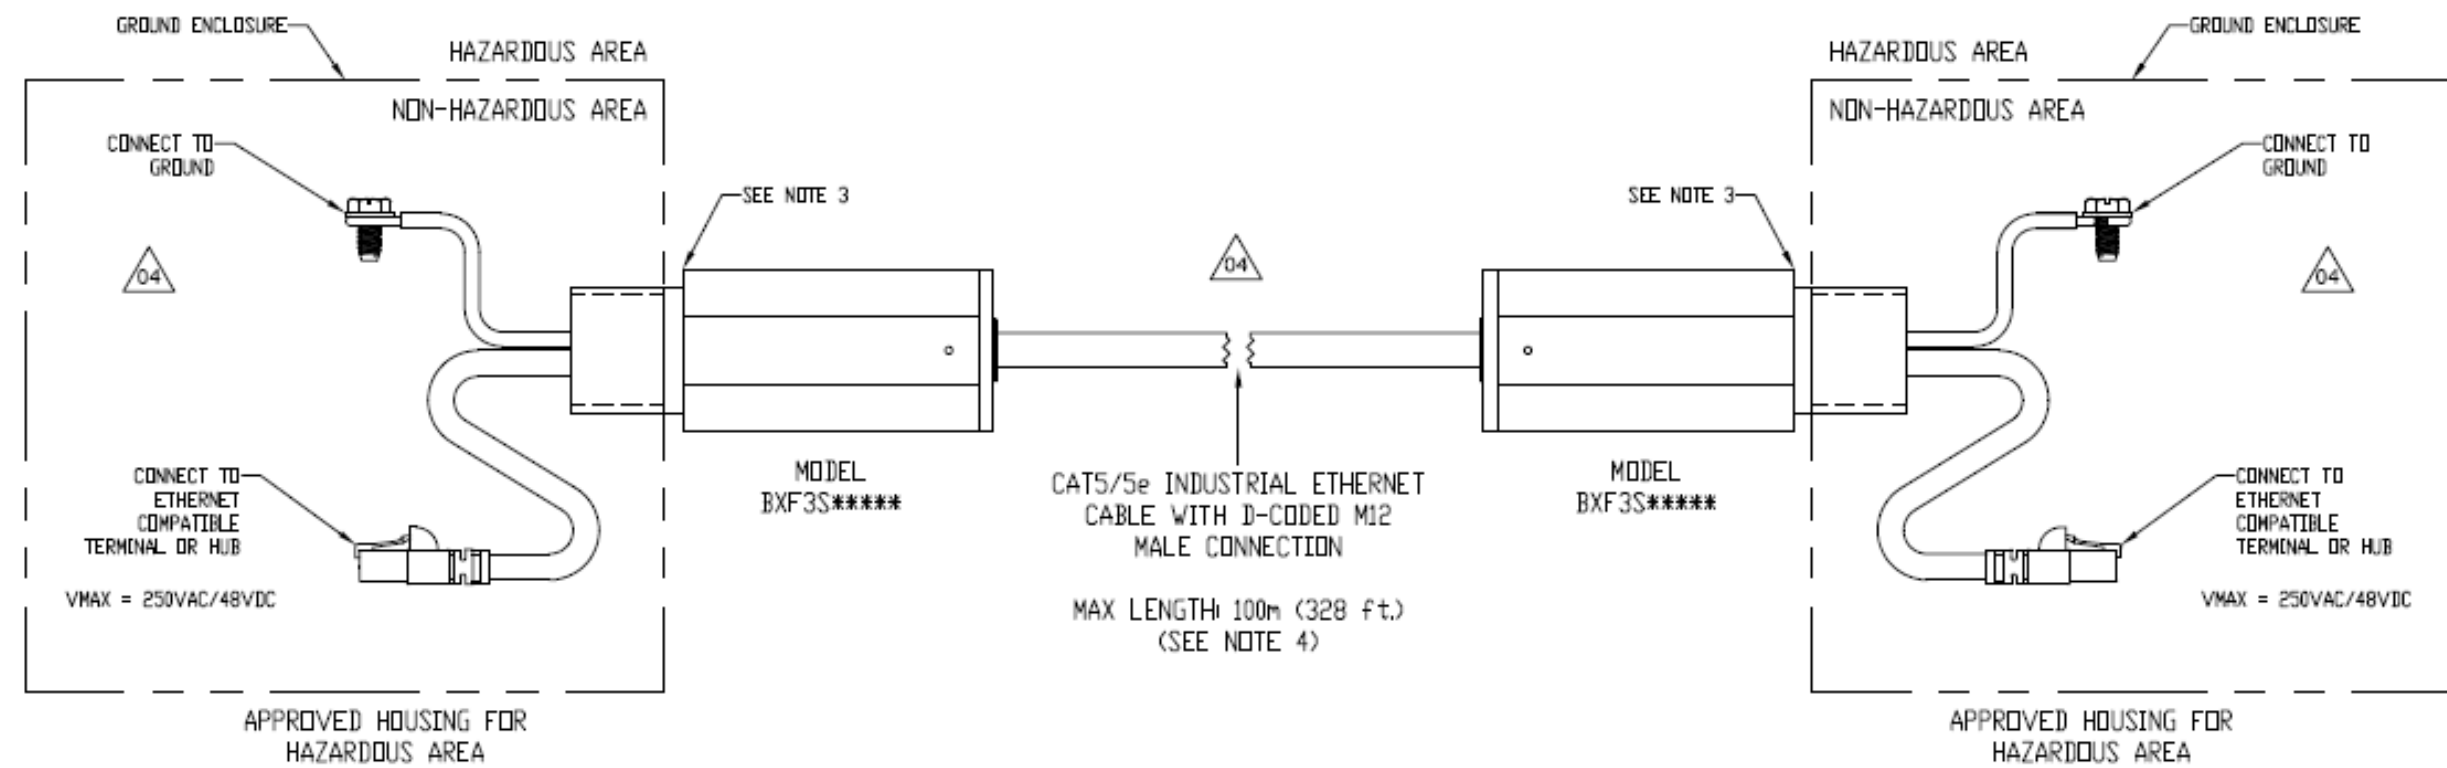 GROUND ENCLOSURE
HAZARDOUS AREA
NON-HAZARDOUS AREA
CONNECT TO
GROUND
04
SEE NOTE 3
CONNECT TO
ETHERNET
COMPATIBLE
TERMINAL OR HUB
VMAX = 250VAC/48VDC
APPROVED HOUSING FOR
HAZARDOUS AREA
MODEL
BXF3S*****
04
CAT5/5e INDUSTRIAL ETHERNET
CABLE WITH D-CODED M12
MALE CONNECTION
MAX LENGTH: 100m (328 ft.)
(SEE NOTE 4)
SEE NOTE 3
MODEL
BXF3S*****
GROUND ENCLOSURE
HAZARDOUS AREA
NON-HAZARDOUS AREA
CONNECT TO
GROUND
04
CONNECT TO
ETHERNET
COMPATIBLE
TERMINAL OR HUB
VMAX = 250VAC/48VDC
APPROVED HOUSING FOR
HAZARDOUS AREA